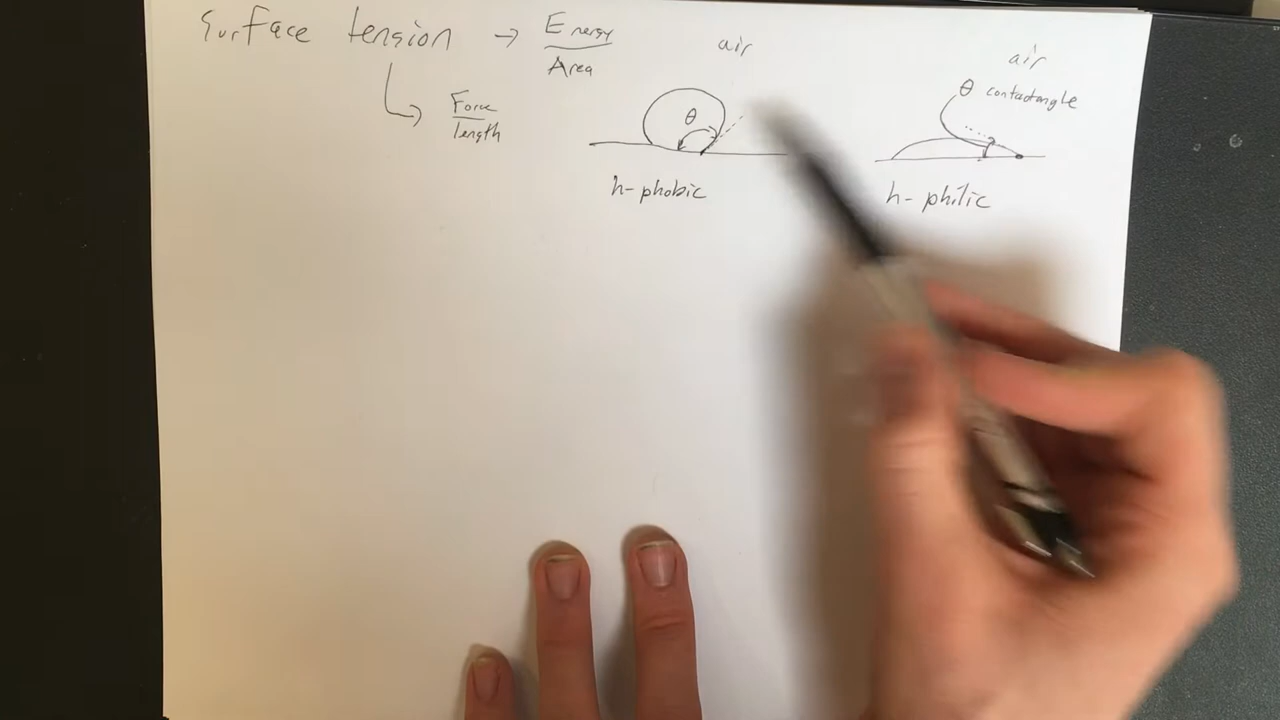 Surface tension → Energy
Area
Force
length
air
θ
h-phobic
air
θ contact angle
h-philic